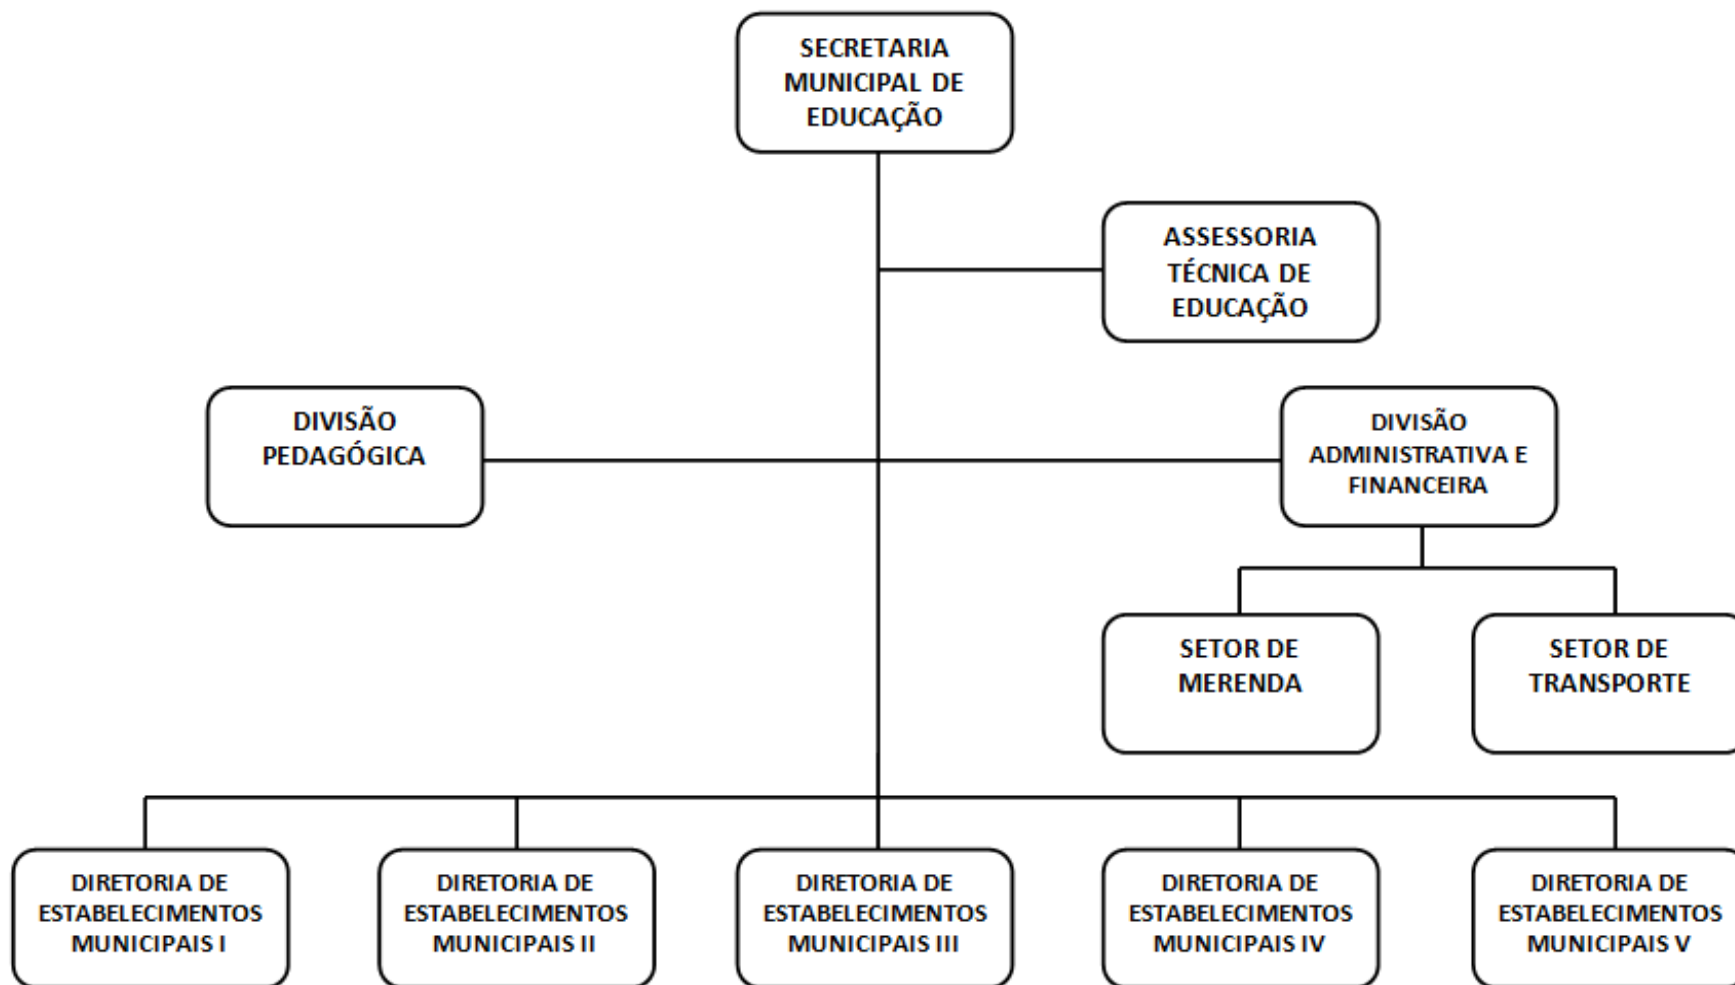 SECRETARIA
MUNICIPAL DE
EDUCAÇÃO
ASSESSORIA
TÉCNICA DE
EDUCAÇÃO
DIVISÃO
PEDAGÓGICA
DIVISÃO
ADMINISTRATIVA E
FINANCEIRA
SETOR DE
MERENDA
SETOR DE
TRANSPORTE
DIRETORIA DE
ESTABELECIMENTOS
MUNICIPAIS I
DIRETORIA DE
ESTABELECIMENTOS
MUNICIPAIS II
DIRETORIA DE
ESTABELECIMENTOS
MUNICIPAIS III
DIRETORIA DE
ESTABELECIMENTOS
MUNICIPAIS IV
DIRETORIA DE
ESTABELECIMENTOS
MUNICIPAIS V